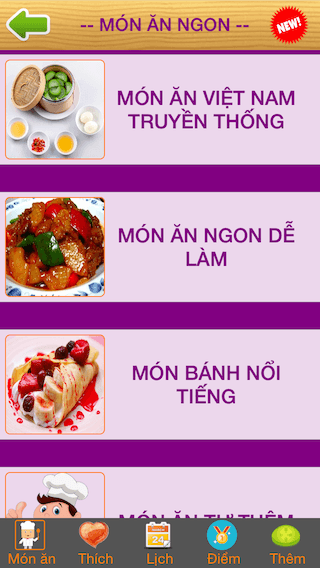 -- MÓN ĂN NGON --
NEW!
MÓN ĂN VIỆT NAM
TRUYỀN THỐNG
MÓN ĂN NGON DỄ
LÀM
MÓN BÁNH NỔI
TIẾNG
MÓN ĂN
24
Món ăn
Thích
Lịch
Điểm
Thêm